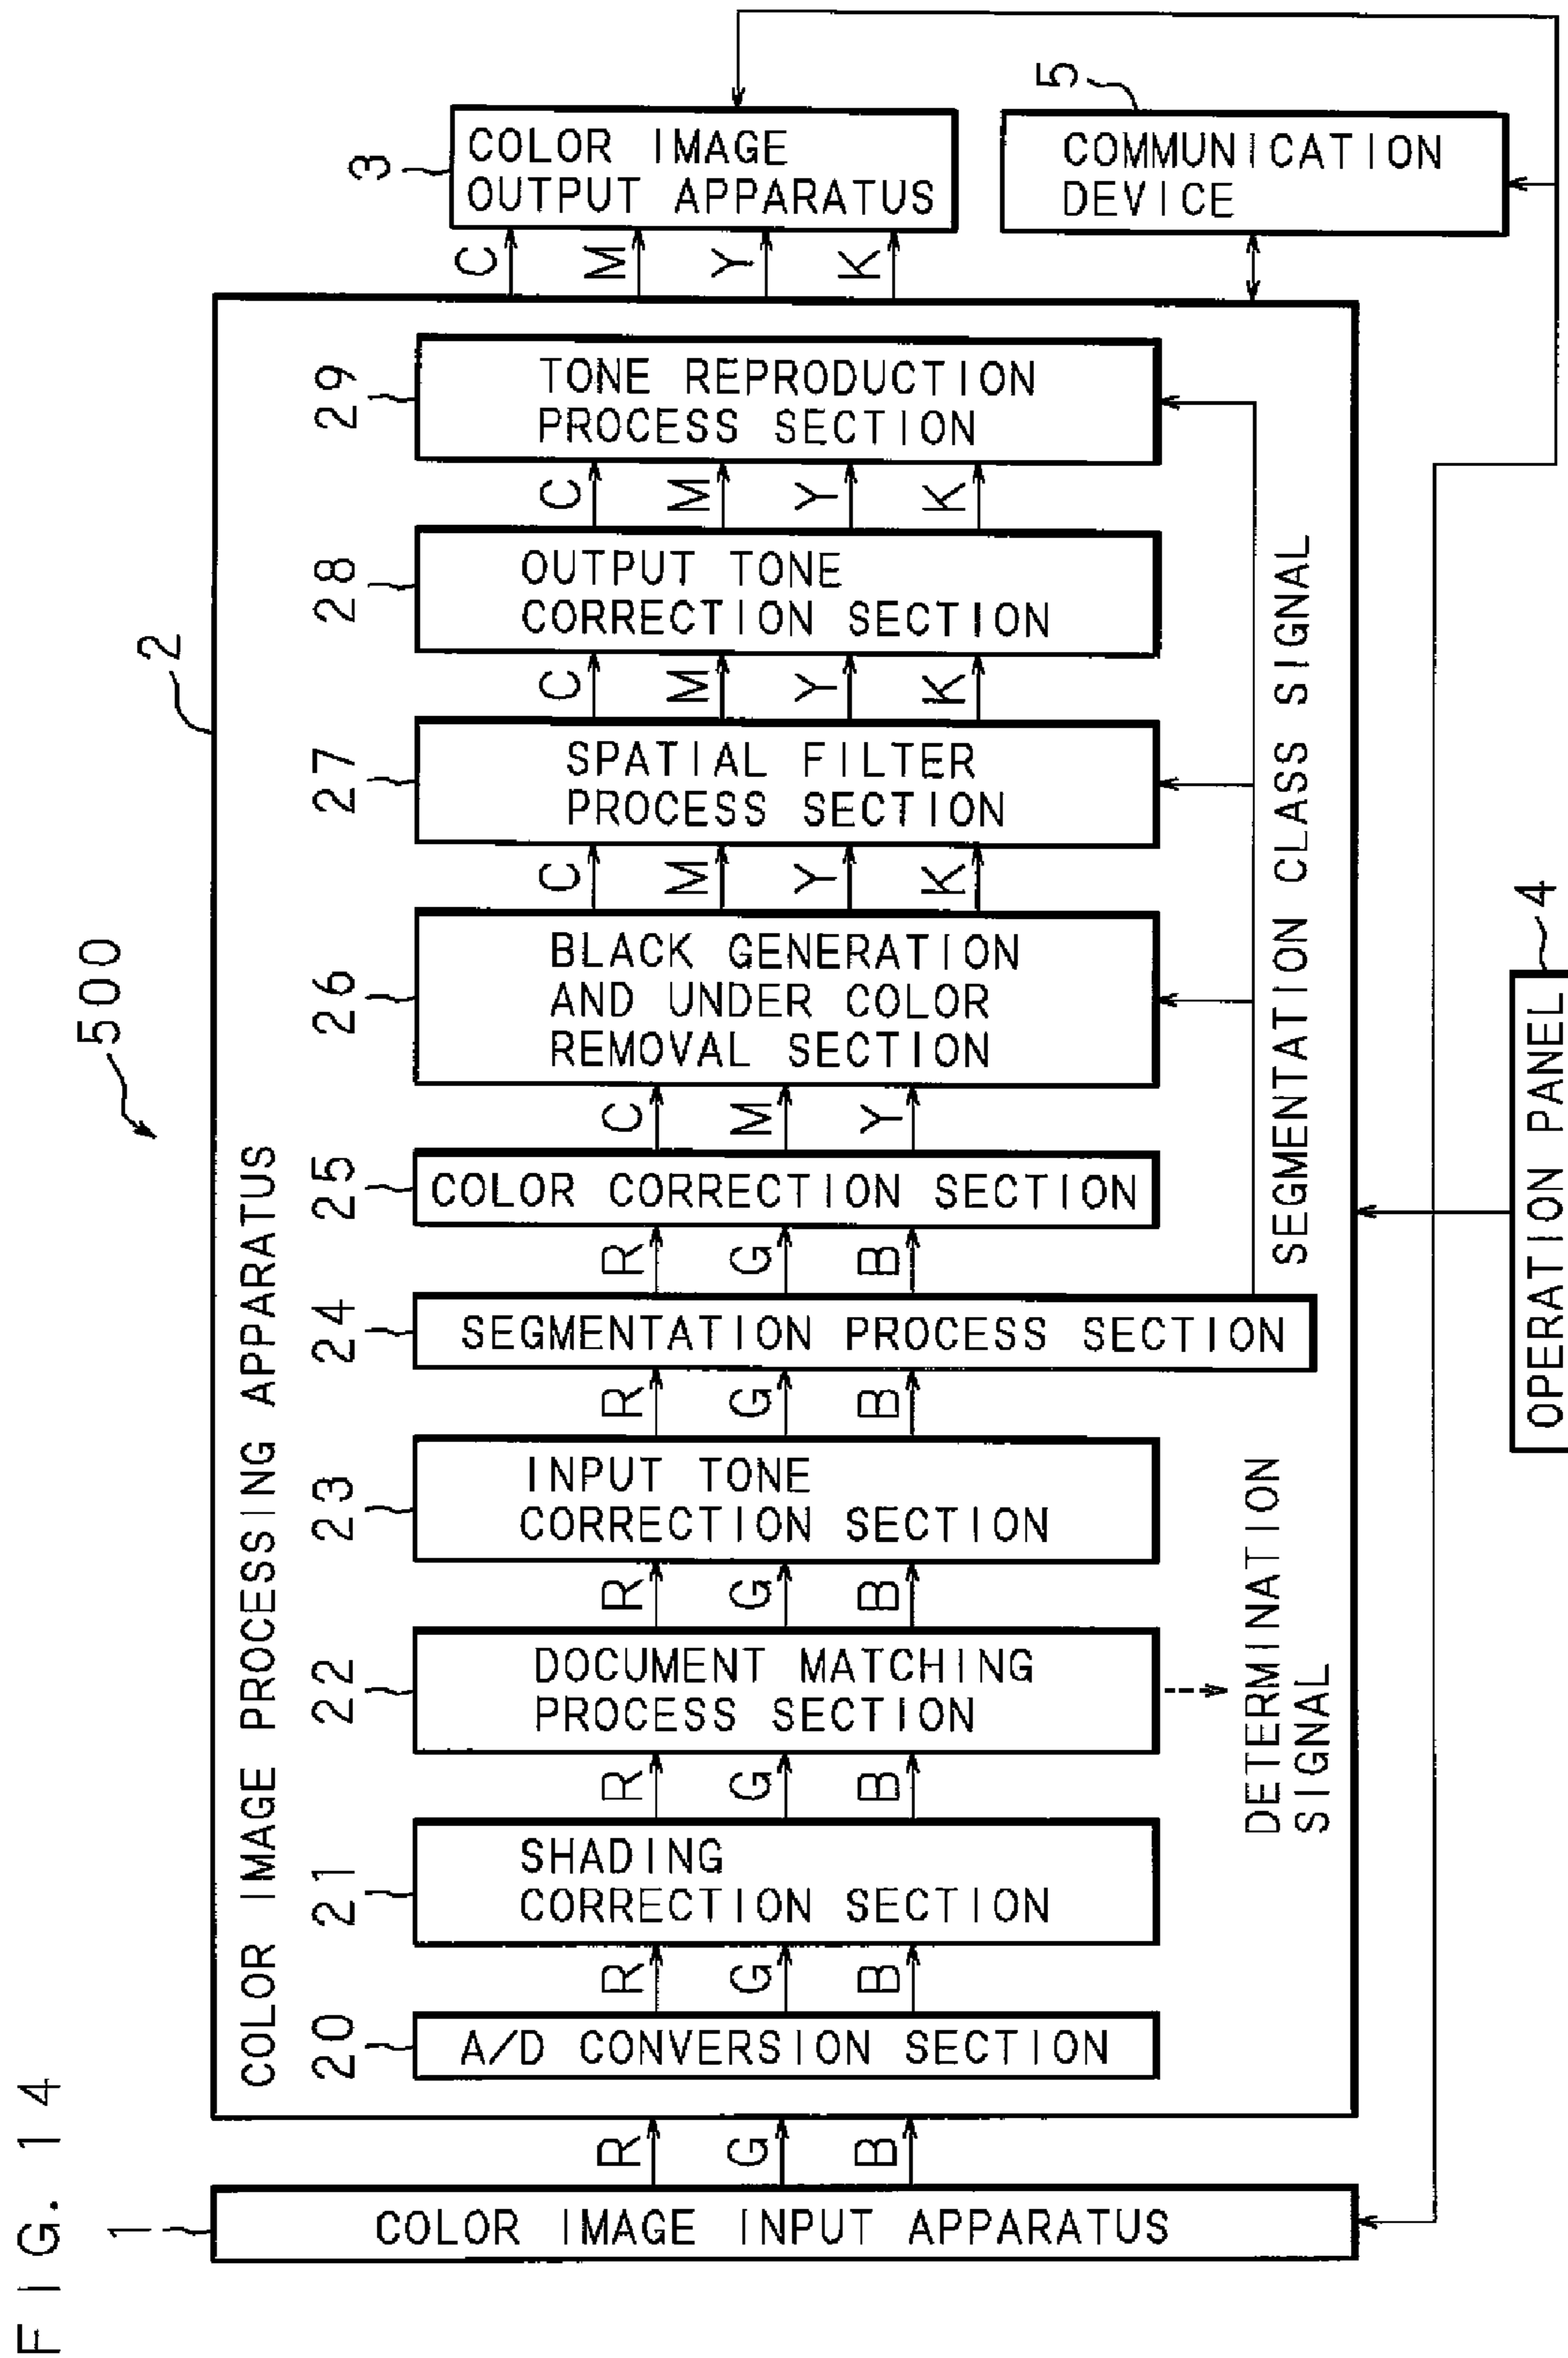 FIG. 14
500
1
COLOR IMAGE INPUT APPARATUS
R
G
B
2
COLOR IMAGE PROCESSING APPARATUS
20
A/D CONVERSION SECTION
R
G
B
21
SHADING
CORRECTION SECTION
R
G
B
22
DOCUMENT MATCHING
PROCESS SECTION
DETERMINATION
SIGNAL
R
G
B
23
INPUT TONE
CORRECTION SECTION
R
G
B
24
SEGMENTATION PROCESS SECTION
R
G
B
25
COLOR CORRECTION SECTION
C
M
Y
26
BLACK GENERATION
AND UNDER COLOR
REMOVAL SECTION
C
M
Y
K
27
SPATIAL FILTER
PROCESS SECTION
C
M
Y
K
28
OUTPUT TONE
CORRECTION SECTION
C
M
Y
K
29
TONE REPRODUCTION
PROCESS SECTION
SEGMENTATION CLASS SIGNAL
C
M
Y
K
3
COLOR IMAGE
OUTPUT APPARATUS
5
COMMUNICATION
DEVICE
OPERATION PANEL
4